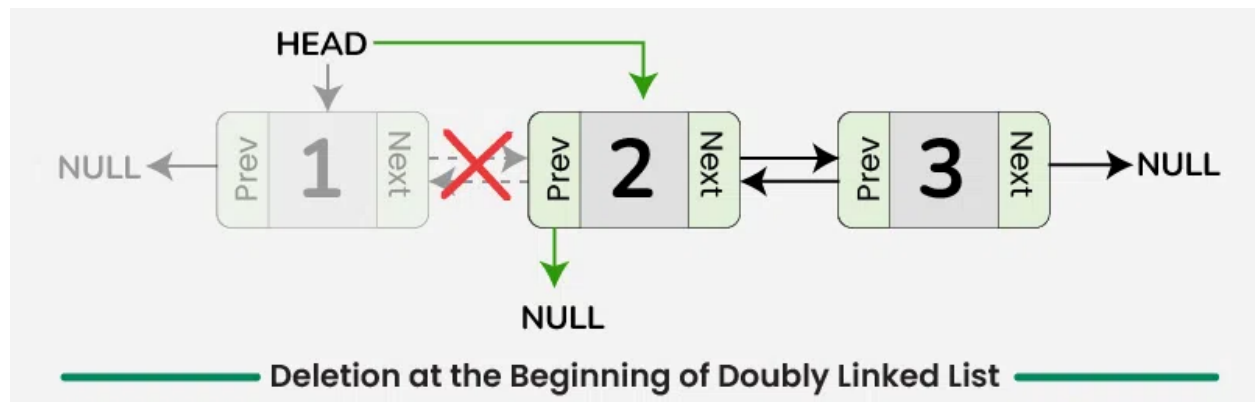 HEAD
NULL Prev 1 Next Prev 2 Next Prev 3 Next NULL
NULL
Deletion at the Beginning of Doubly Linked List